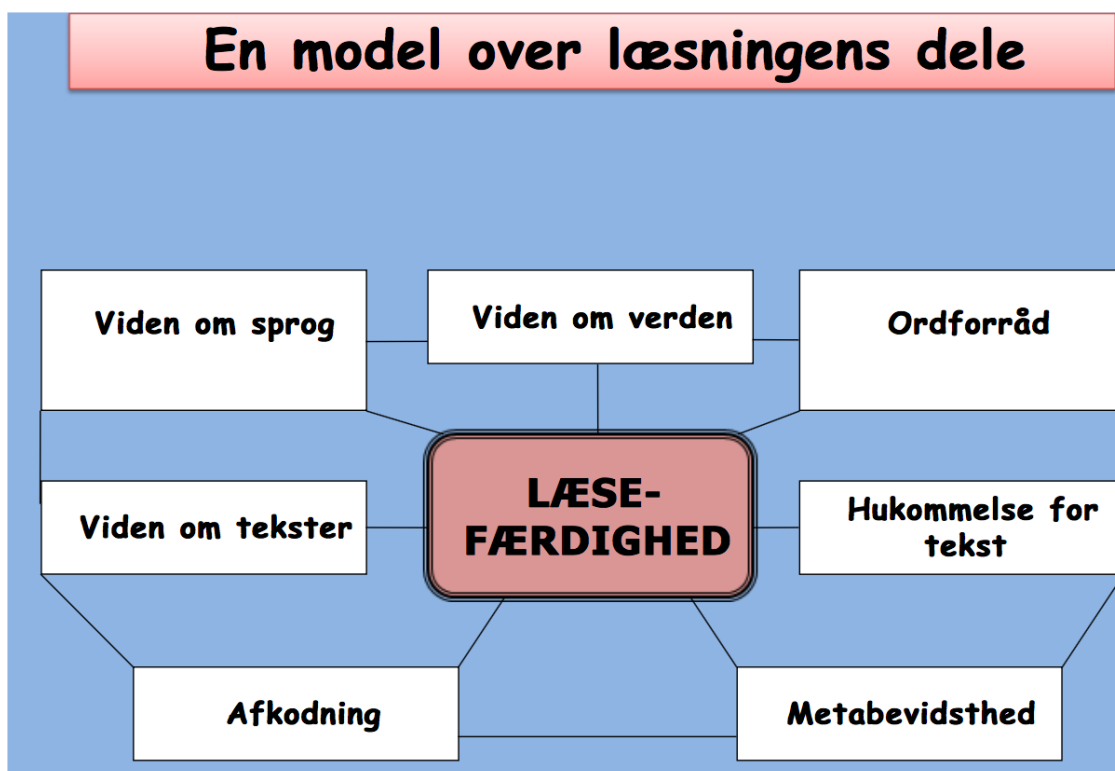 En model over læsningens dele
Viden om sprog
Viden om verden
Ordforråd
LÆSE-
FÆRDIGHED
Viden om tekster
Hukommelse for
tekst
Afkodning
Metabevidsthed